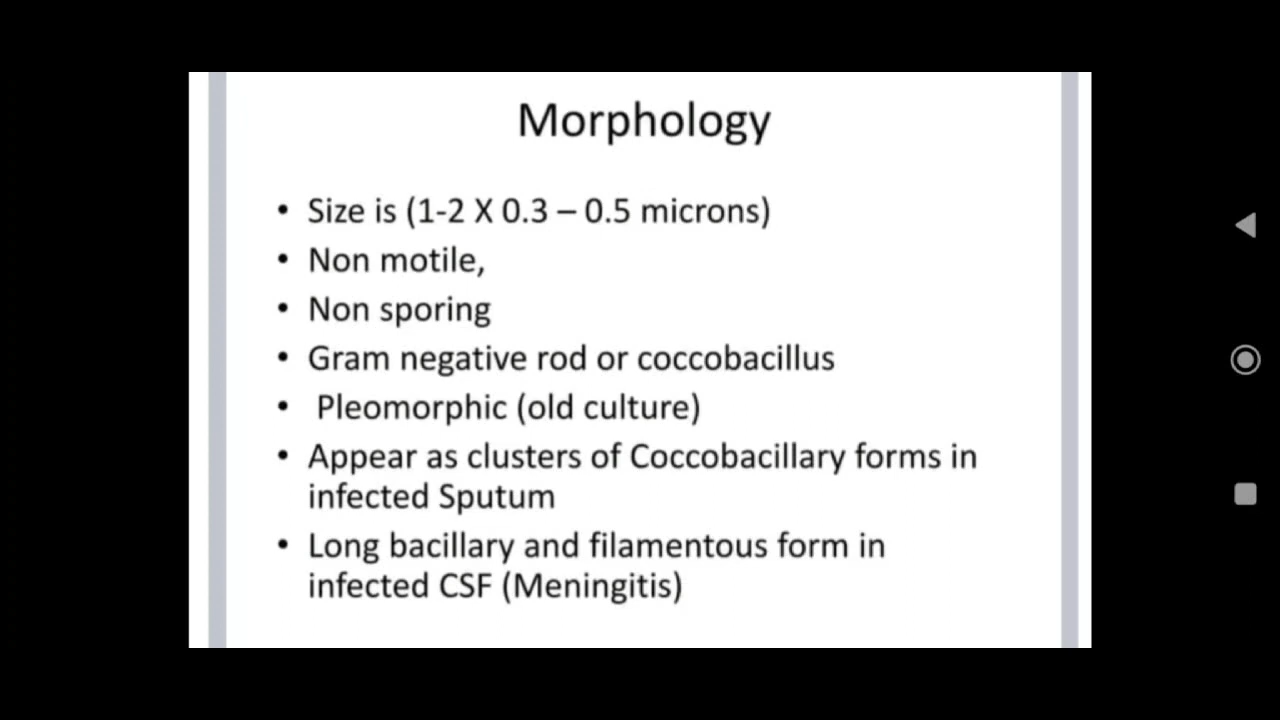 Morphology
• Size is (1-2 X 0.3 – 0.5 microns)
• Non motile,
• Non sporing
• Gram negative rod or coccobacillus
• Pleomorphic (old culture)
• Appear as clusters of Coccobacillary forms in
infected Sputum
• Long bacillary and filamentous form in
infected CSF (Meningitis)